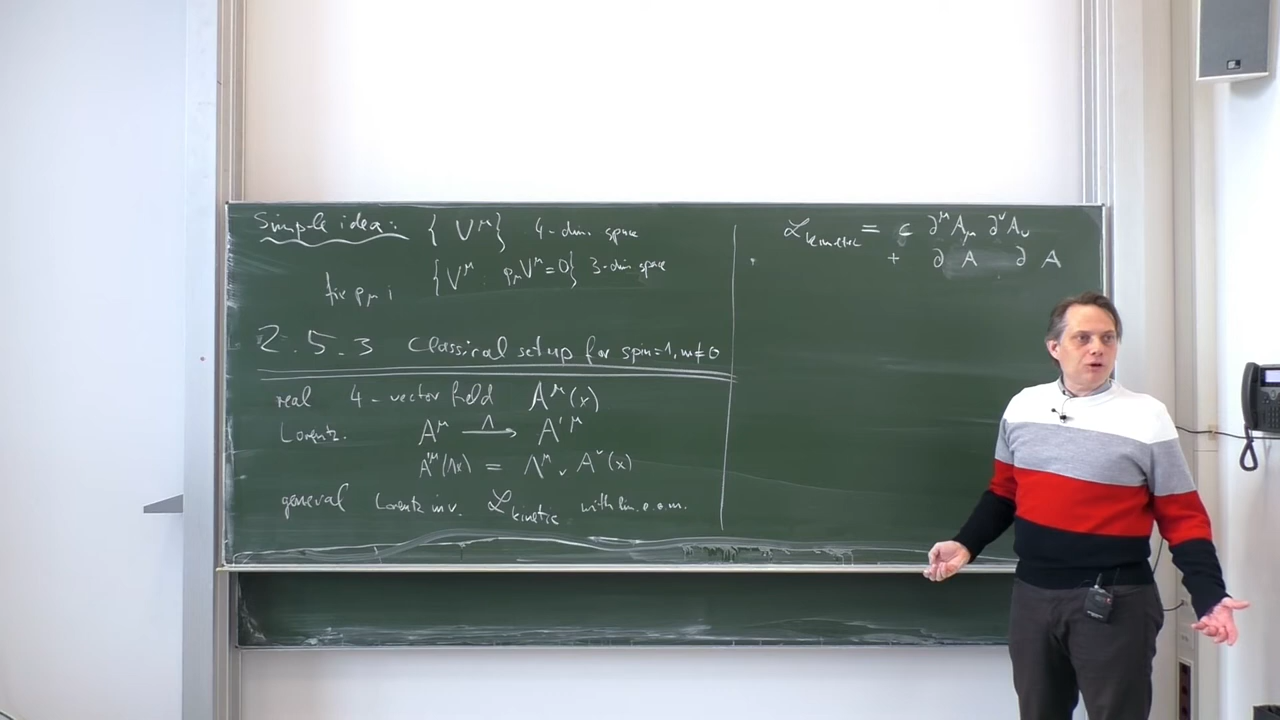 Simple idea: { V^μ } 4-dim space
fix p_μ : { V^μ : p_μ V^μ = 0 } 3-dim space
2.5.3 Classical setup for spin=1, m≠0
real 4-vector field A^μ(x)
Lorentz. A^μ →^Λ A'^μ
A'^μ(Λx) = Λ^μ_ν A^ν(x)
general Lorentz inv. ℒ_kinetic with lin. e.o.m.
ℒ_kinetic = c ∂^μ A_μ ∂^ν A_ν
+ ∂ A ∂ A